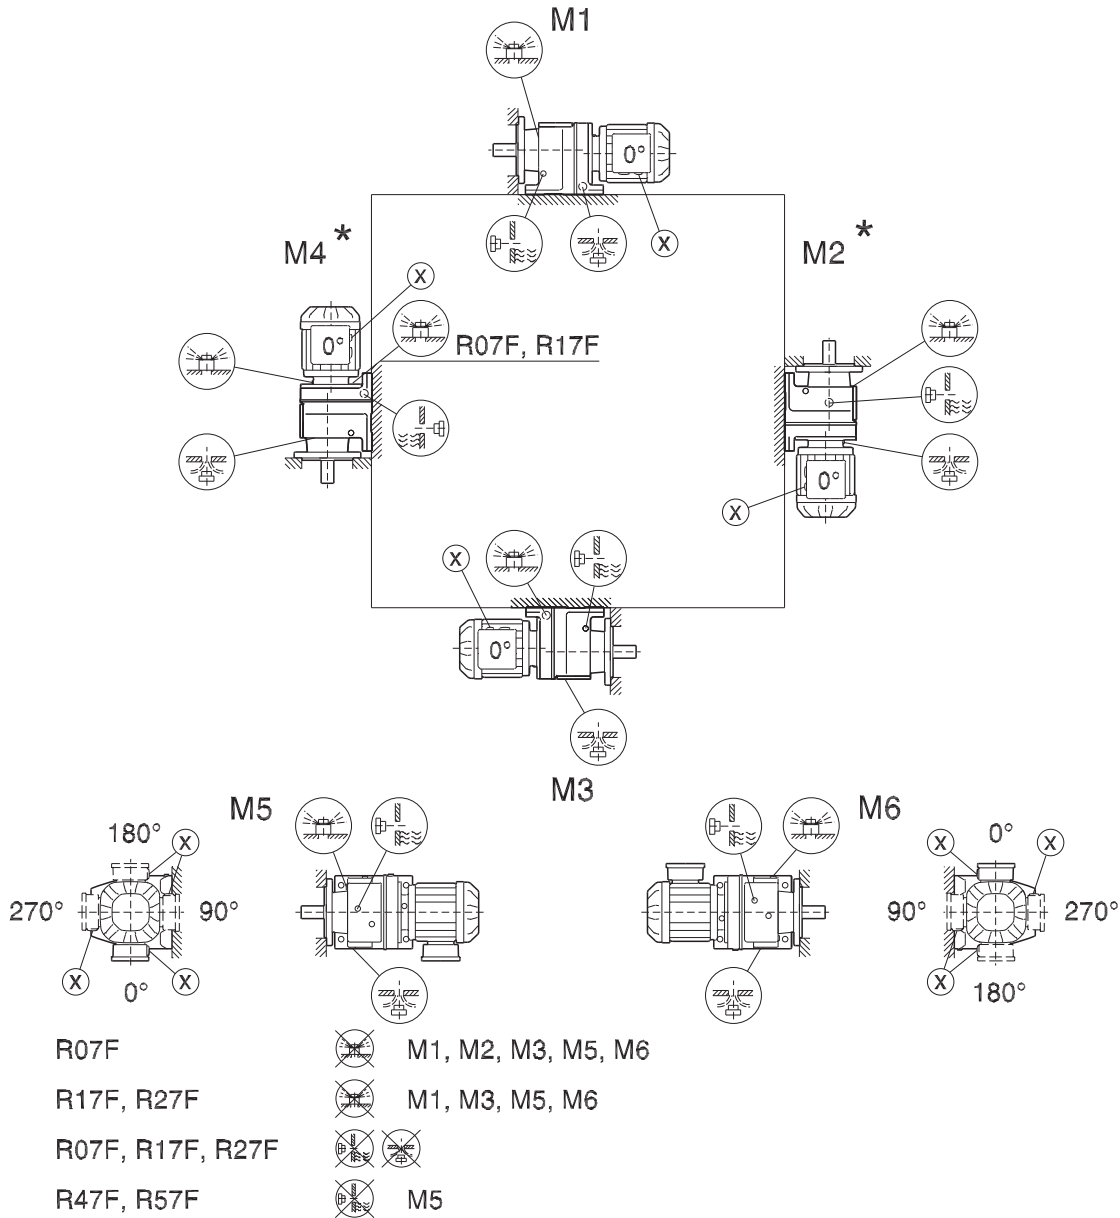 M1
0°
X
M4 *
M2 *
X
R07F, R17F
0°
0°
X
X
0°
M3
M5
M6
180°
X
0°
X
X
270°
90°
90°
270°
X
X
X
0°
180°
R07F M1, M2, M3, M5, M6
R17F, R27F M1, M3, M5, M6
R07F, R17F, R27F
R47F, R57F M5